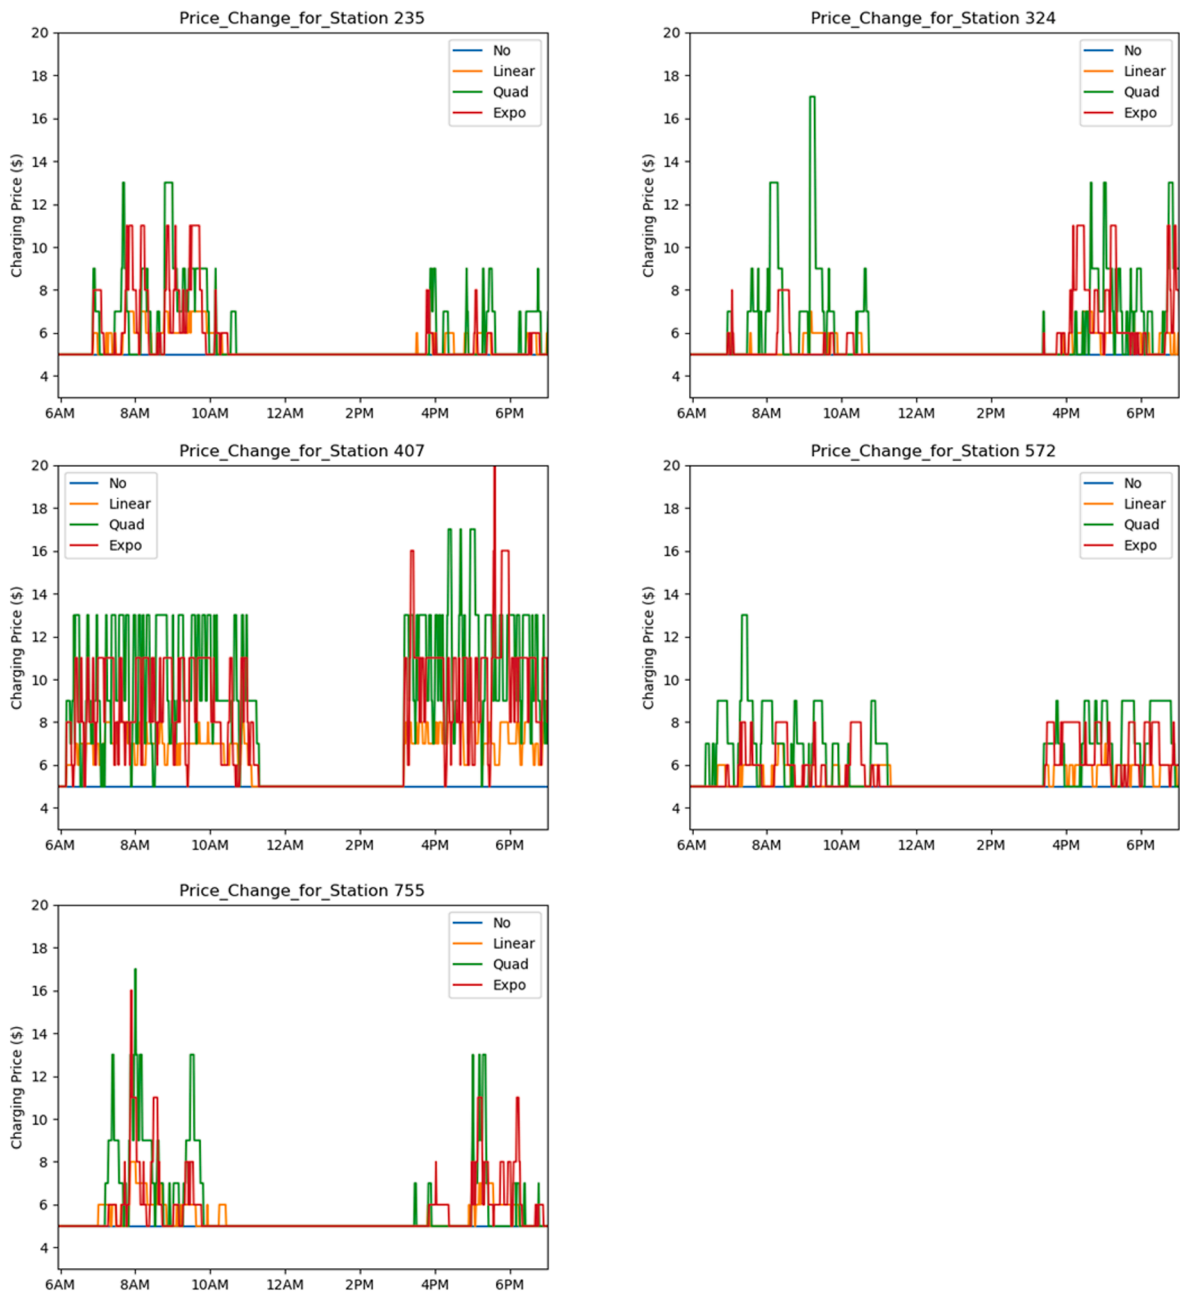 Price_Change_for_Station 235
20
18
16
14
12
10
8
6
4
Charging Price ($)
No
Linear
Quad
Expo
6AM 8AM 10AM 12AM 2PM 4PM 6PM
Price_Change_for_Station 324
20
18
16
14
12
10
8
6
4
Charging Price ($)
No
Linear
Quad
Expo
6AM 8AM 10AM 12AM 2PM 4PM 6PM
Price_Change_for_Station 407
20
18
16
14
12
10
8
6
4
Charging Price ($)
No
Linear
Quad
Expo
6AM 8AM 10AM 12AM 2PM 4PM 6PM
Price_Change_for_Station 572
20
18
16
14
12
10
8
6
4
Charging Price ($)
No
Linear
Quad
Expo
6AM 8AM 10AM 12AM 2PM 4PM 6PM
Price_Change_for_Station 755
20
18
16
14
12
10
8
6
4
Charging Price ($)
No
Linear
Quad
Expo
6AM 8AM 10AM 12AM 2PM 4PM 6PM